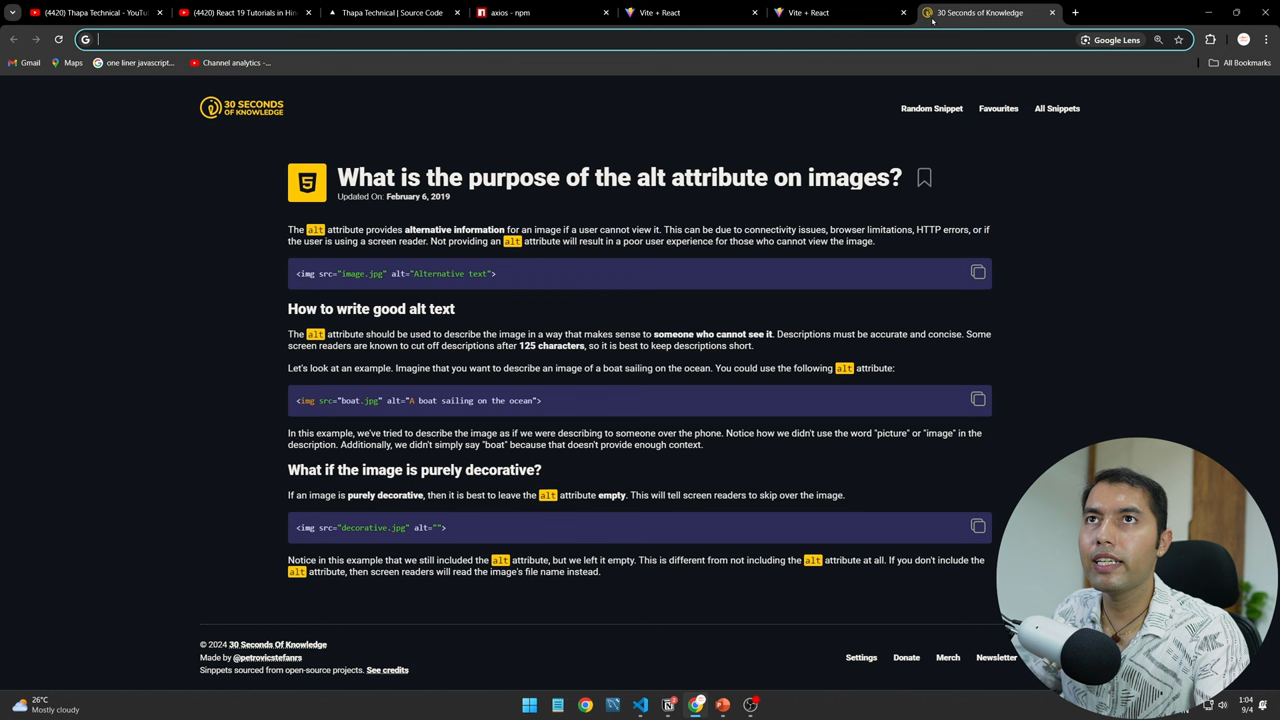 (4420) Thapa Technical - YouTu
(4420) React 19 Tutorials in Hin
Thapa Technical | Source Code
axios - npm
Vite + React
Vite + React
30 Seconds of Knowledge
Google Lens
Gmail
Maps
one liner javascript...
Channel analytics -...
All Bookmarks
30 SECONDS
OF KNOWLEDGE
Random Snippet
Favourites
All Snippets
What is the purpose of the alt attribute on images?
Updated On: February 6, 2019
The alt attribute provides alternative information for an image if a user cannot view it. This can be due to connectivity issues, browser limitations, HTTP errors, or if
the user is using a screen reader. Not providing an alt attribute will result in a poor user experience for those who cannot view the image.
<img src="image.jpg" alt="Alternative text">
How to write good alt text
The alt attribute should be used to describe the image in a way that makes sense to someone who cannot see it. Descriptions must be accurate and concise. Some
screen readers are known to cut off descriptions after 125 characters, so it is best to keep descriptions short.
Let's look at an example. Imagine that you want to describe an image of a boat sailing on the ocean. You could use the following alt attribute:
<img src="boat.jpg" alt="A boat sailing on the ocean">
In this example, we've tried to describe the image as if we were describing to someone over the phone. Notice how we didn't use the word "picture" or "image" in the
description. Additionally, we didn't simply say "boat" because that doesn't provide enough context.
What if the image is purely decorative?
If an image is purely decorative, then it is best to leave the alt attribute empty. This will tell screen readers to skip over the image.
<img src="decorative.jpg" alt="">
Notice in this example that we still included the alt attribute, but we left it empty. This is different from not including the alt attribute at all. If you don't include the
alt attribute, then screen readers will read the image's file name instead.
© 2024 30 Seconds Of Knowledge
Made by @petrovicstefanrs
Sinppets sourced from open-source projects. See credits
Settings
Donate
Merch
Newsletter
26°C
Mostly cloudy
1:04
9/4